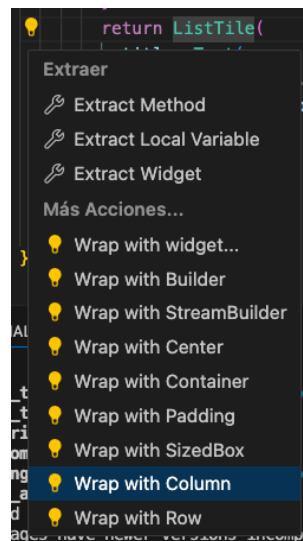 return ListTile(
Extraer
Extract Method
Extract Local Variable
Extract Widget
Más Acciones...
Wrap with widget...
Wrap with Builder
Wrap with StreamBuilder
Wrap with Center
Wrap with Container
Wrap with Padding
Wrap with SizedBox
Wrap with Column
Wrap with Row